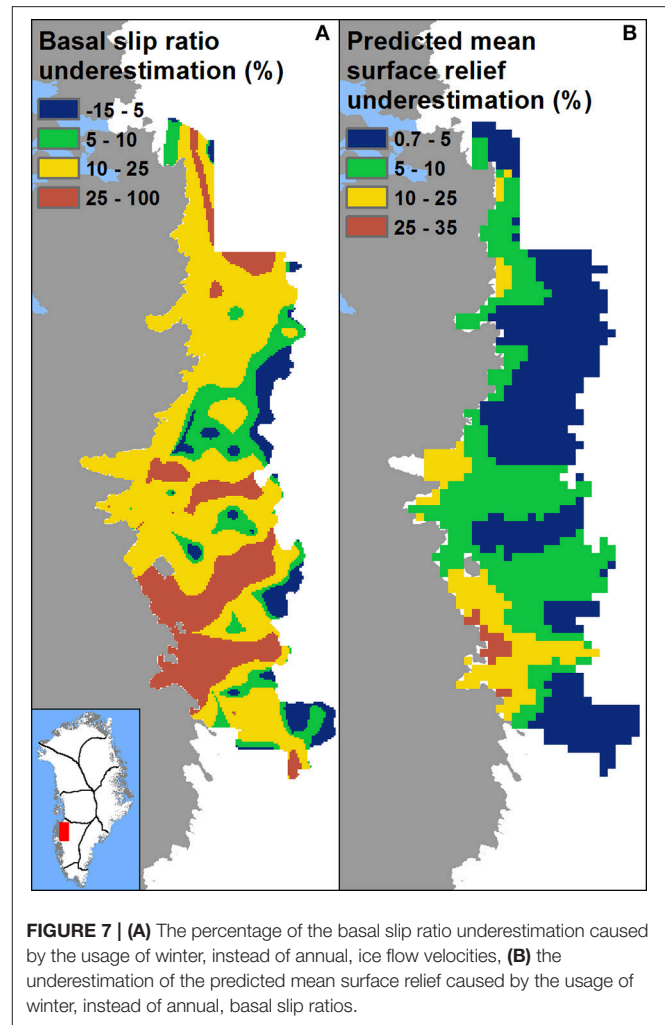 Basal slip ratio
underestimation (%)
-15 - 5
5 - 10
10 - 25
25 - 100
A
Predicted mean
surface relief
underestimation (%)
0.7 - 5
5 - 10
10 - 25
25 - 35
B
FIGURE 7 | (A) The percentage of the basal slip ratio underestimation caused
by the usage of winter, instead of annual, ice flow velocities, (B) the
underestimation of the predicted mean surface relief caused by the usage of
winter, instead of annual, basal slip ratios.